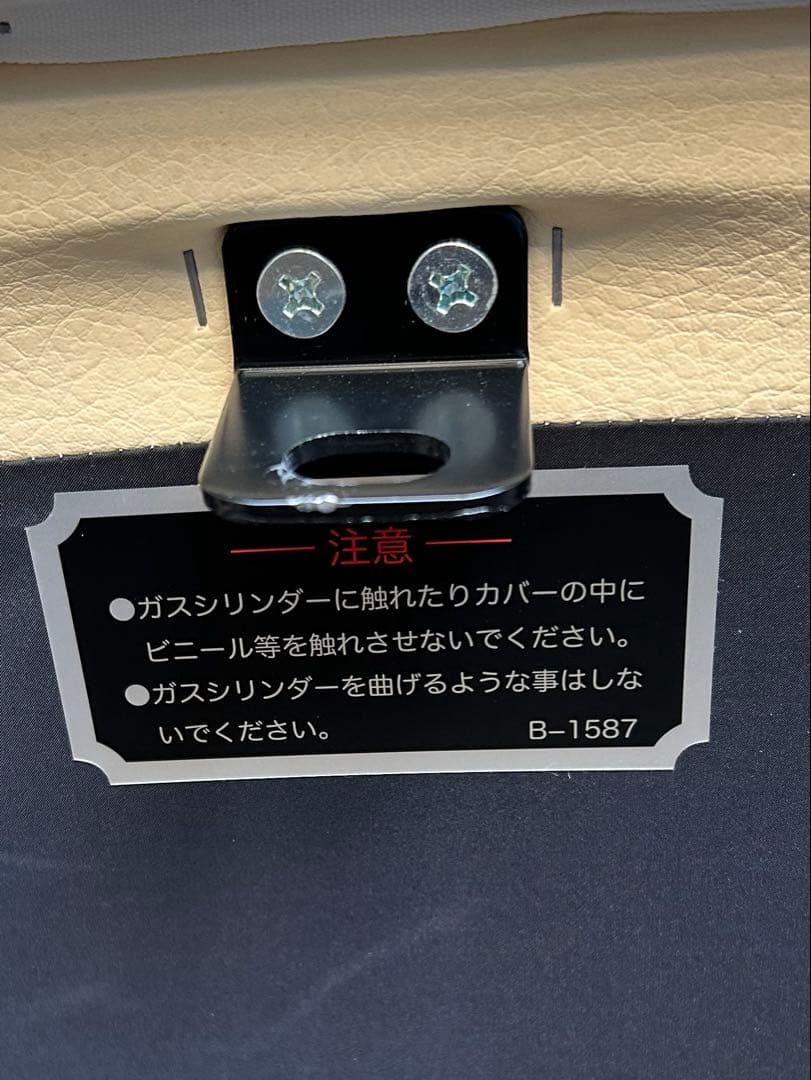 注意
●ガスシリンダーに触れたりカバーの中に
ビニール等を触れさせないでください。
●ガスシリンダーを曲げるような事はしな
いでください。 B-1587